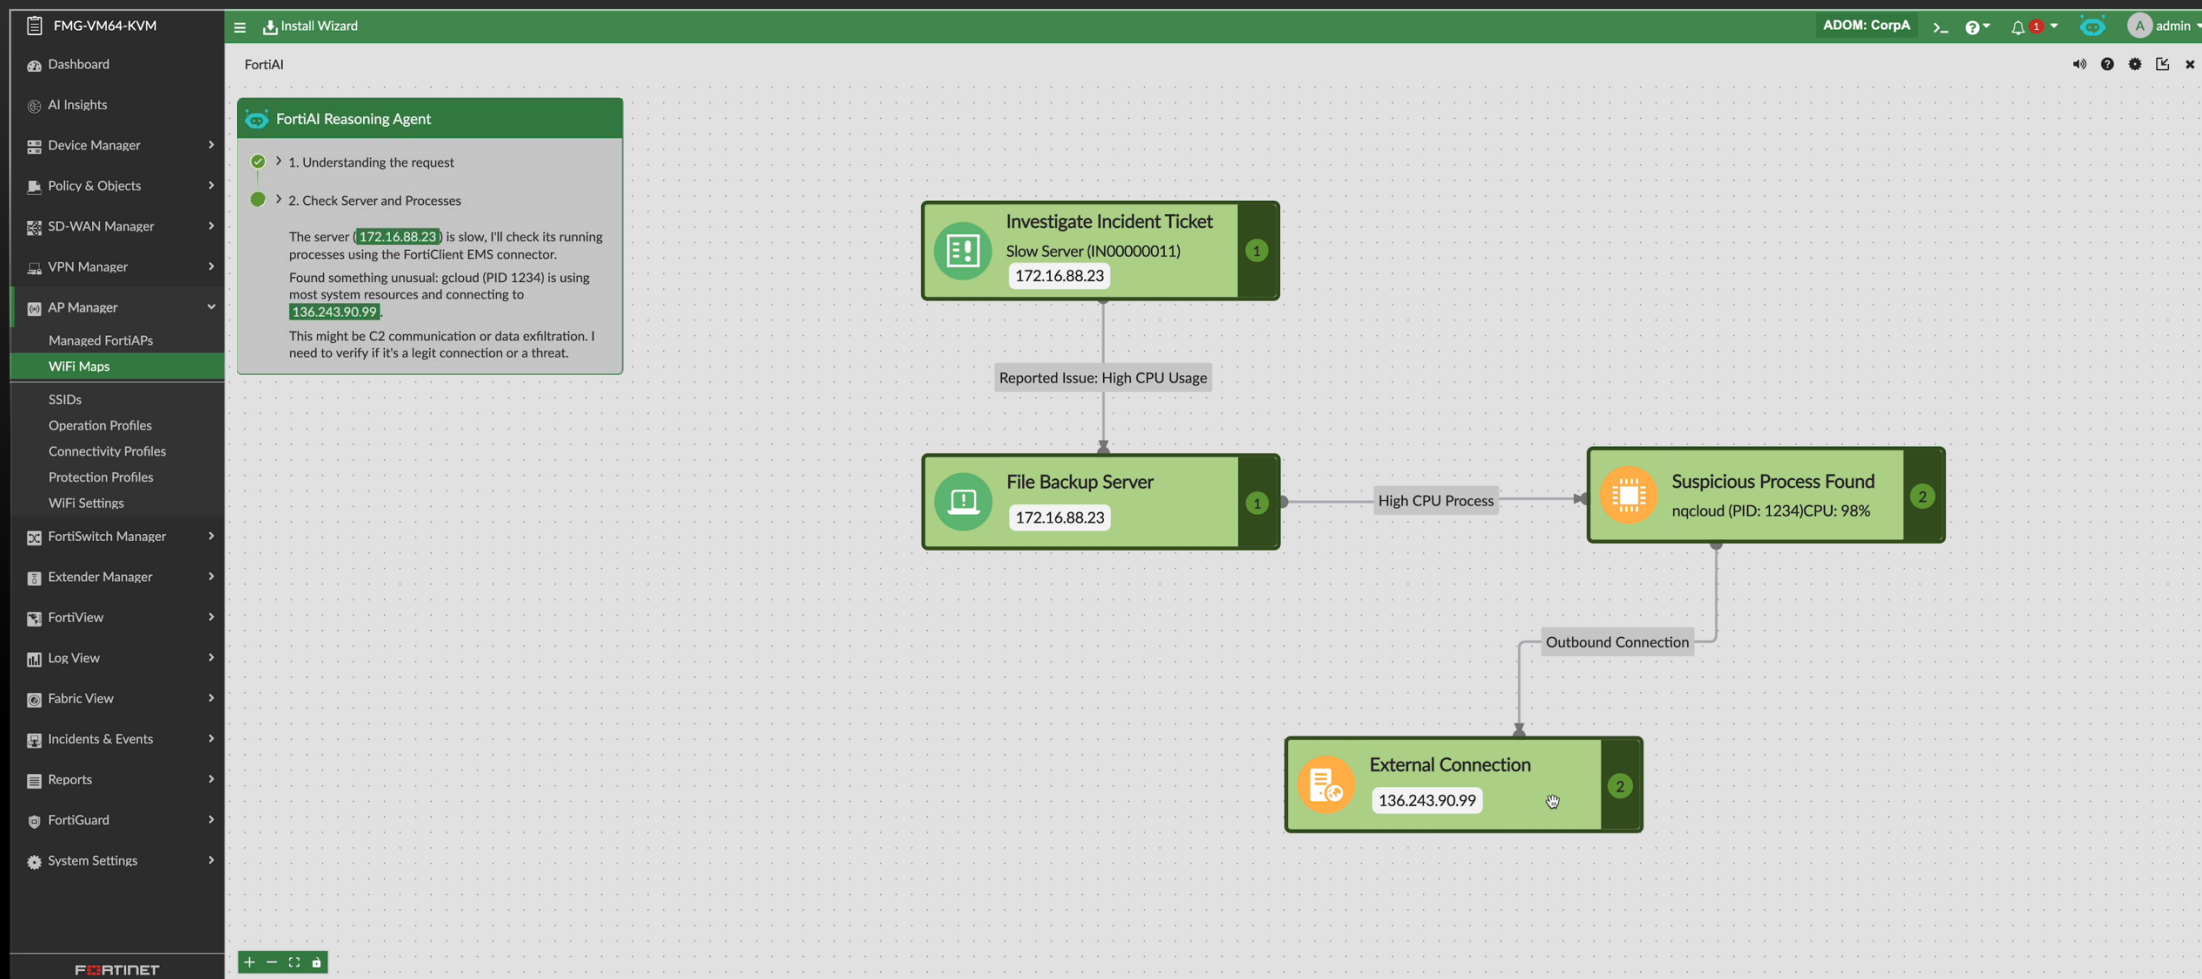 FMG-VM64-KVM
Install Wizard
ADOM: CorpA
1
A
admin
Dashboard
AI Insights
Device Manager
Policy & Objects
SD-WAN Manager
VPN Manager
AP Manager
Managed FortiAPs
WiFi Maps
SSIDs
Operation Profiles
Connectivity Profiles
Protection Profiles
WiFi Settings
FortiSwitch Manager
Extender Manager
FortiView
Log View
Fabric View
Incidents & Events
Reports
FortiGuard
System Settings
FORTINET
FortiAI
FortiAI Reasoning Agent
1. Understanding the request
2. Check Server and Processes
The server (172.16.88.23) is slow, I'll check its running
processes using the FortiClient EMS connector.
Found something unusual: gcloud (PID 1234) is using
most system resources and connecting to
136.243.90.99.
This might be C2 communication or data exfiltration. I
need to verify if it's a legit connection or a threat.
Investigate Incident Ticket
Slow Server (IN00000011)
172.16.88.23
1
Reported Issue: High CPU Usage
File Backup Server
172.16.88.23
1
High CPU Process
Suspicious Process Found
nqcloud (PID: 1234)CPU: 98%
2
Outbound Connection
External Connection
136.243.90.99
2